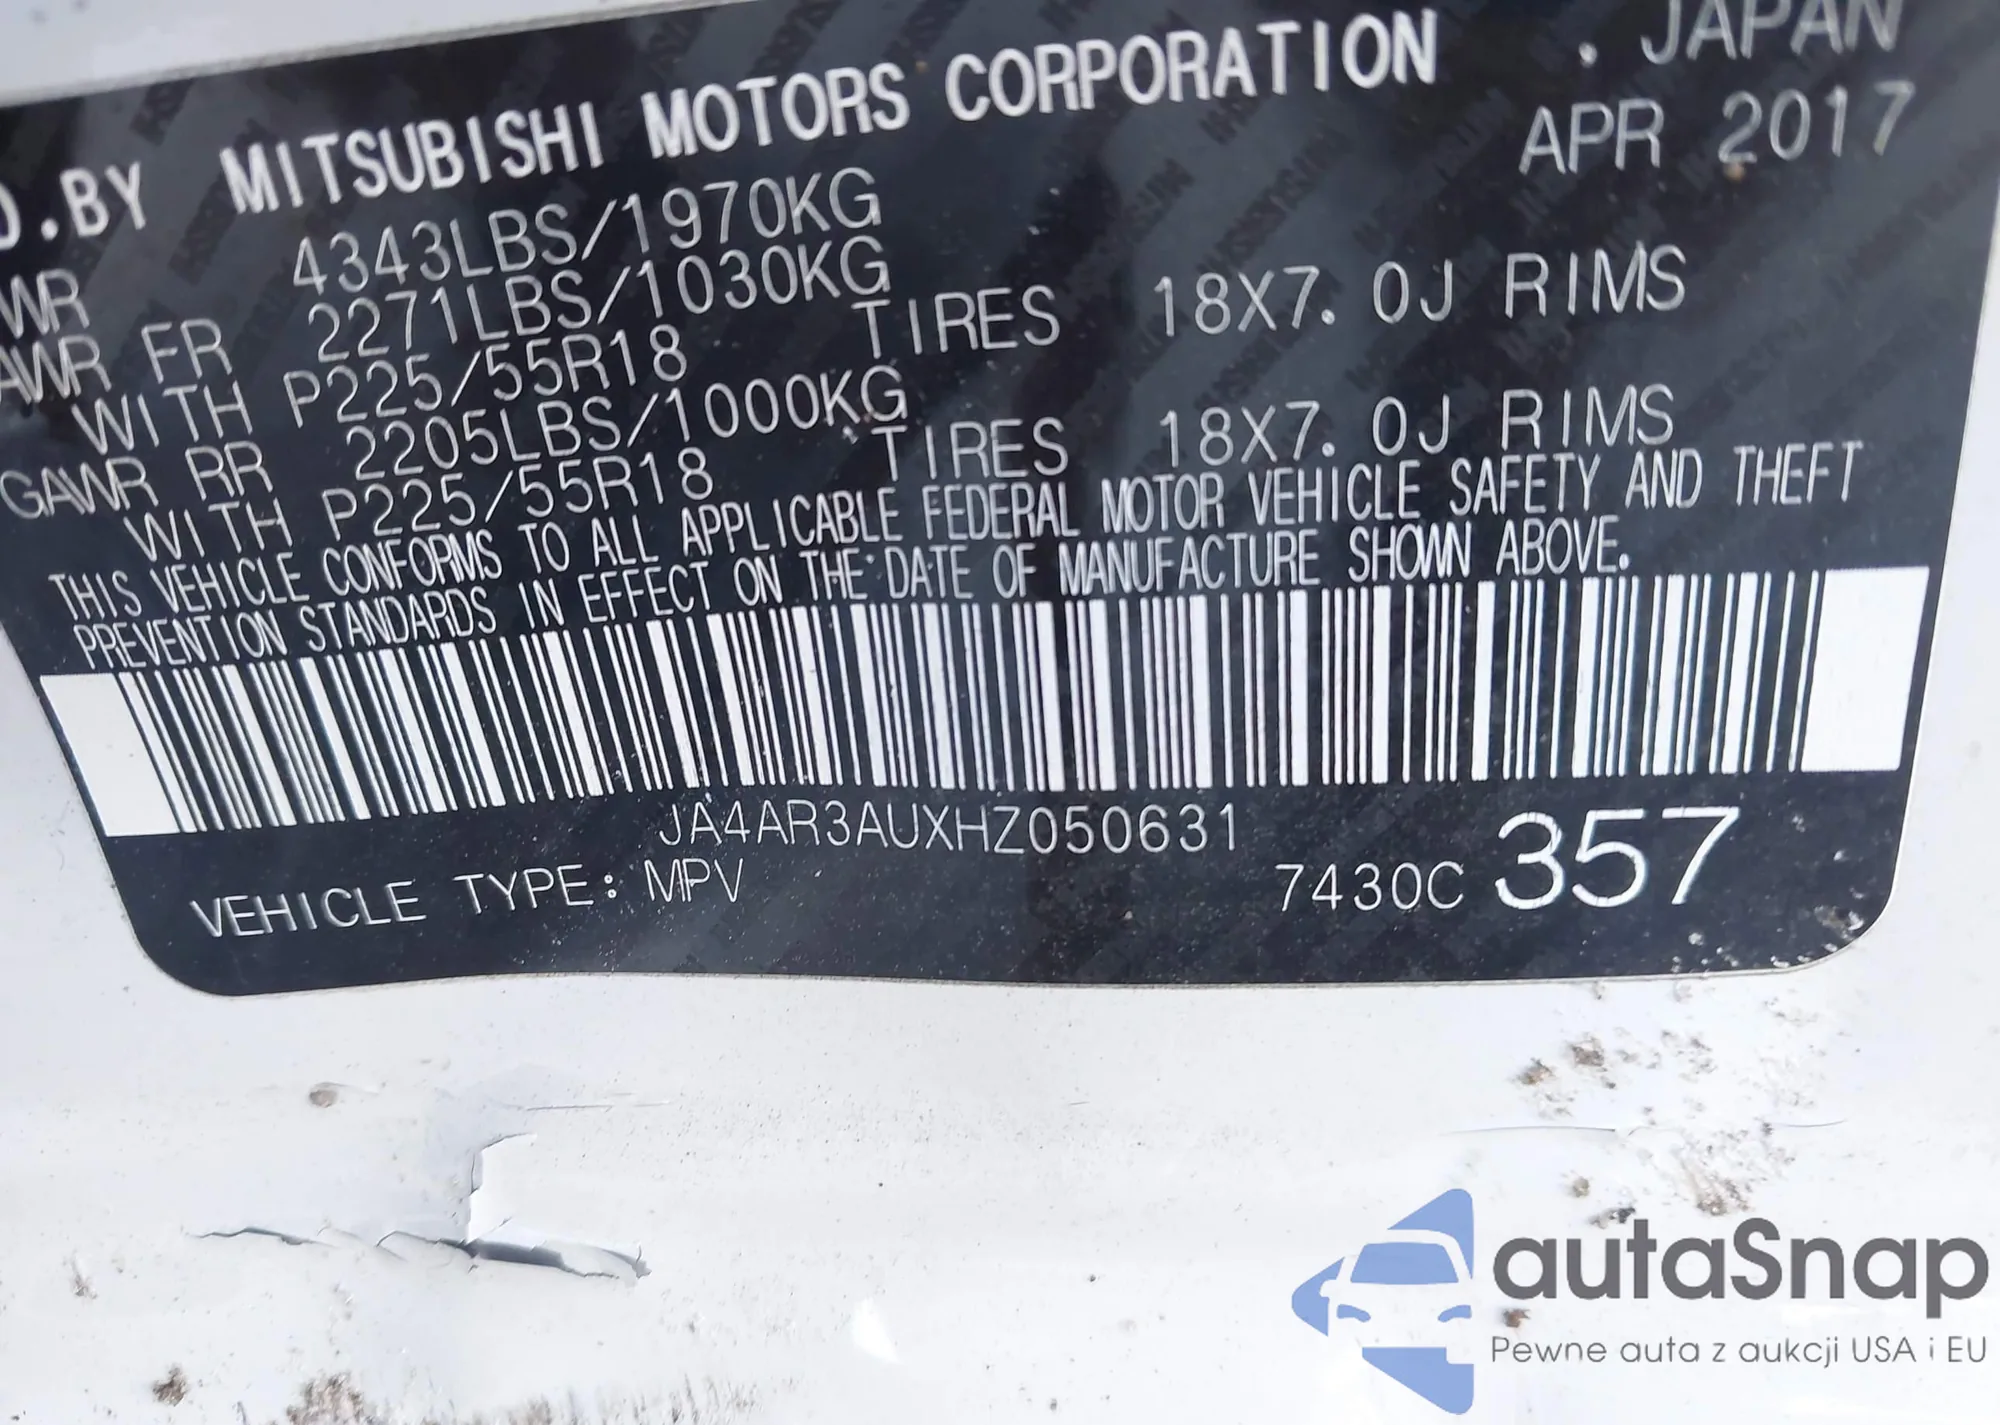 D.BY MITSUBISHI MOTORS CORPORATION . JAPAN
APR 2017
WR 4343LBS/1970KG
AWR FR 2271LBS/1030KG
WITH P225/55R18 TIRES 18X7.0J RIMS
GAWR RR 2205LBS/1000KG
WITH P225/55R18 TIRES 18X7.0J RIMS
THIS VEHICLE CONFORMS TO ALL APPLICABLE FEDERAL MOTOR VEHICLE SAFETY AND THEFT
PREVENTION STANDARDS IN EFFECT ON THE DATE OF MANUFACTURE SHOWN ABOVE.
JA4AR3AUXHZ050631
VEHICLE TYPE: MPV 7430C 357
autaSnap
Pewne auta z aukcji USA i EU